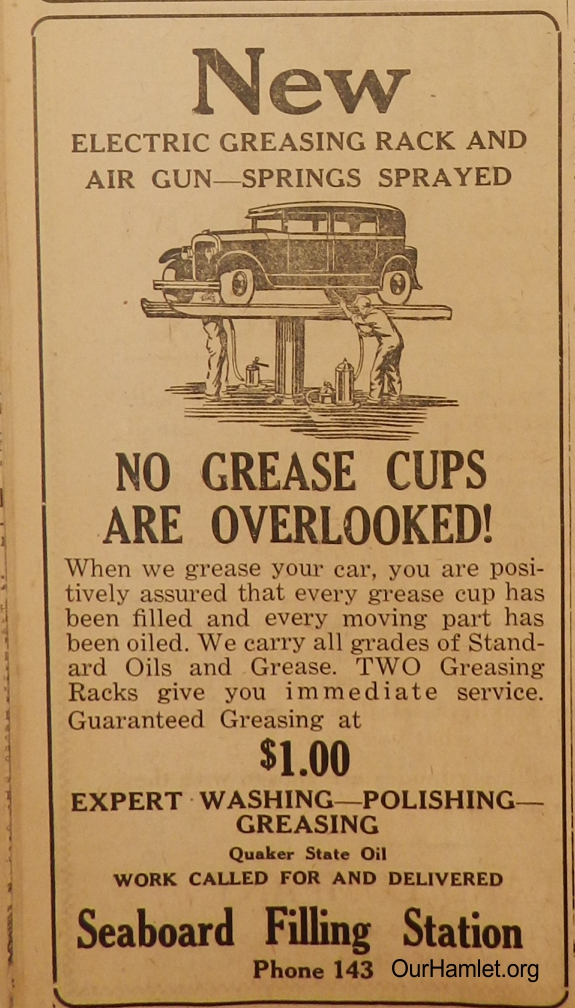 New
ELECTRIC GREASING RACK AND
AIR GUN—SPRINGS SPRAYED
NO GREASE CUPS
ARE OVERLOOKED!
When we grease your car, you are posi-
tively assured that every grease cup has
been filled and every moving part has
been oiled. We carry all grades of Stand-
ard Oils and Grease. TWO Greasing
Racks give you immediate service.
Guaranteed Greasing at
$1.00
EXPERT WASHING—POLISHING—
GREASING
Quaker State Oil
WORK CALLED FOR AND DELIVERED
Seaboard Filling Station
Phone 143 OurHamlet.org